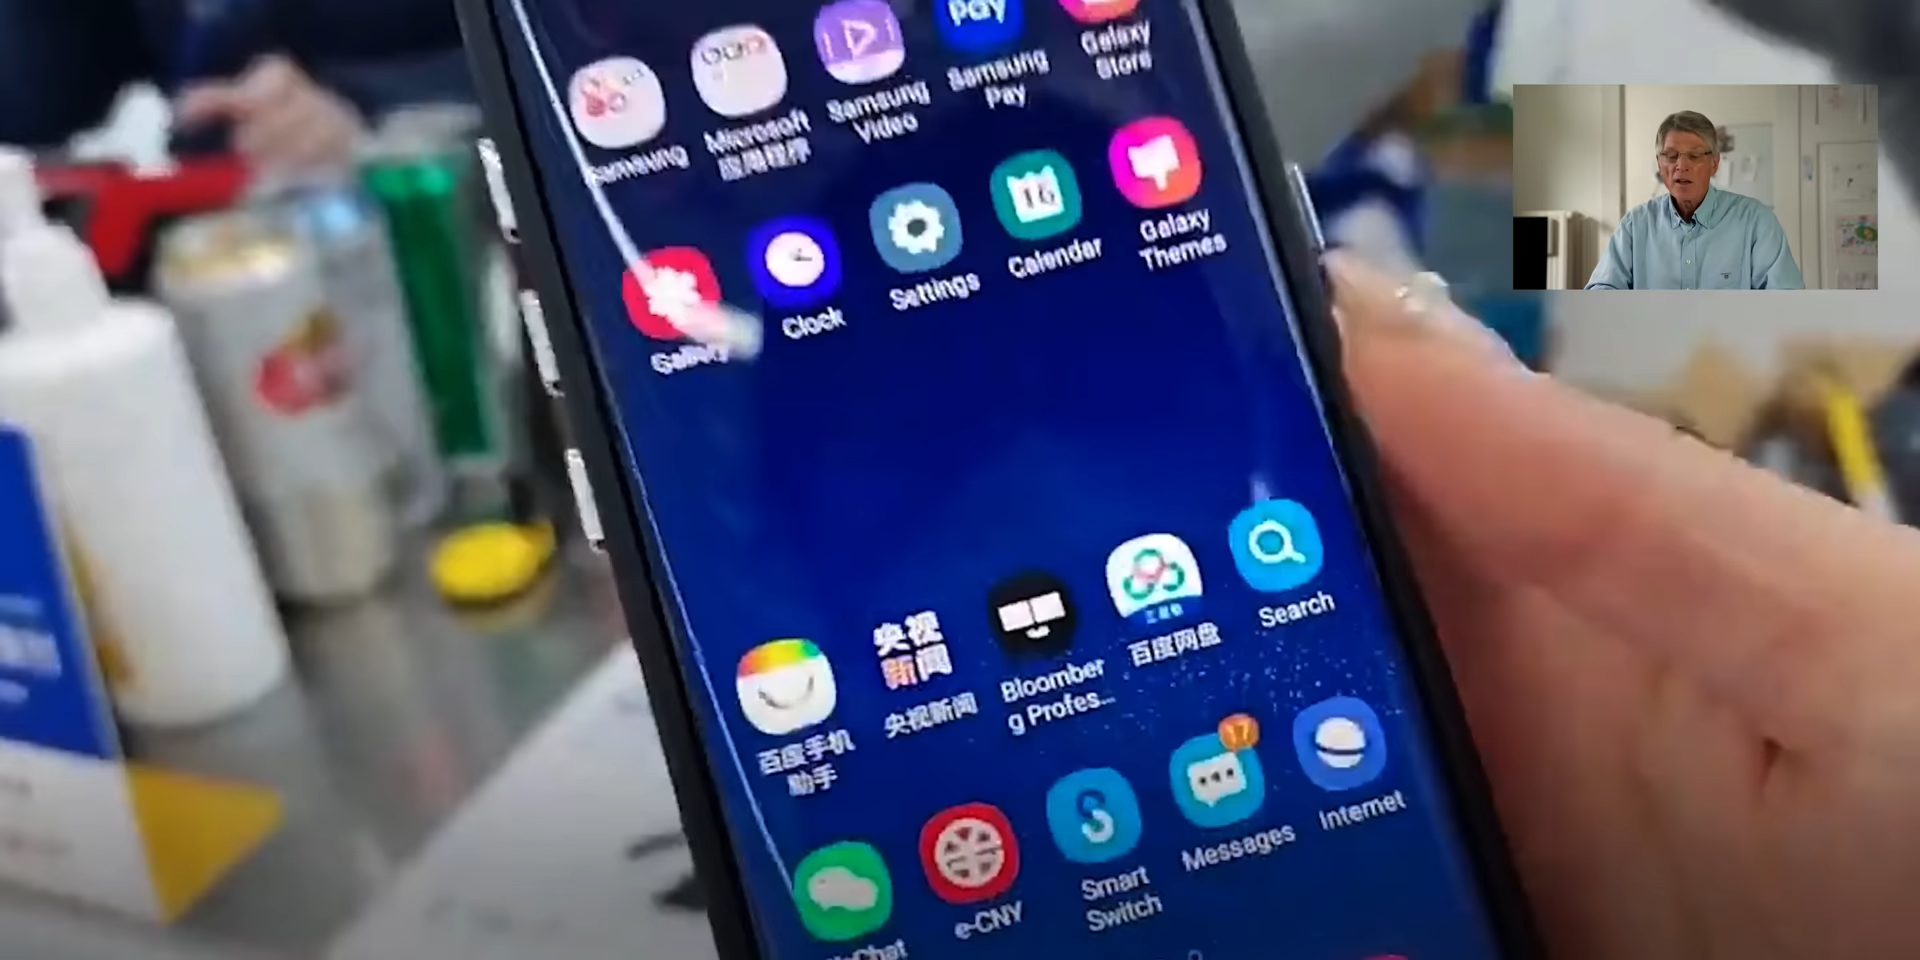 Pay
Galaxy
Store
Samsung
Pay
Samsung
Video
Microsoft
应用程序
Samsung
Gallery
Clock
Settings
16
Calendar
Galaxy
Themes
央视
新闻
百度手机
助手
央视新闻
Bloomber
g Profes...
百度网盘
Search
e-CNY
Smart
Switch
17
Messages
Internet